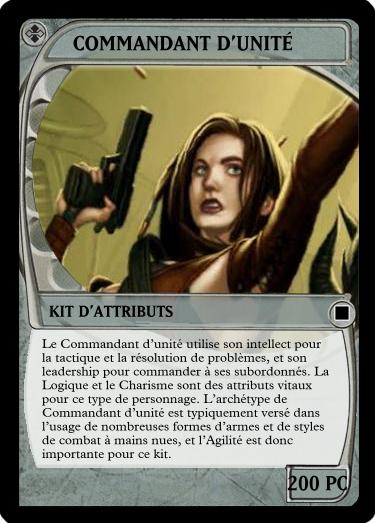 COMMANDANT D'UNITÉ
KIT D'ATTRIBUTS
Le Commandant d'unité utilise son intellect pour
la tactique et la résolution de problèmes, et son
leadership pour commander à ses subordonnés. La
Logique et le Charisme sont des attributs vitaux
pour ce type de personnage. L'archétype de
Commandant d'unité est typiquement versé dans
l'usage de nombreuses formes d'armes et de styles
de combat à mains nues, et l'Agilité est donc
importante pour ce kit.
200 PC